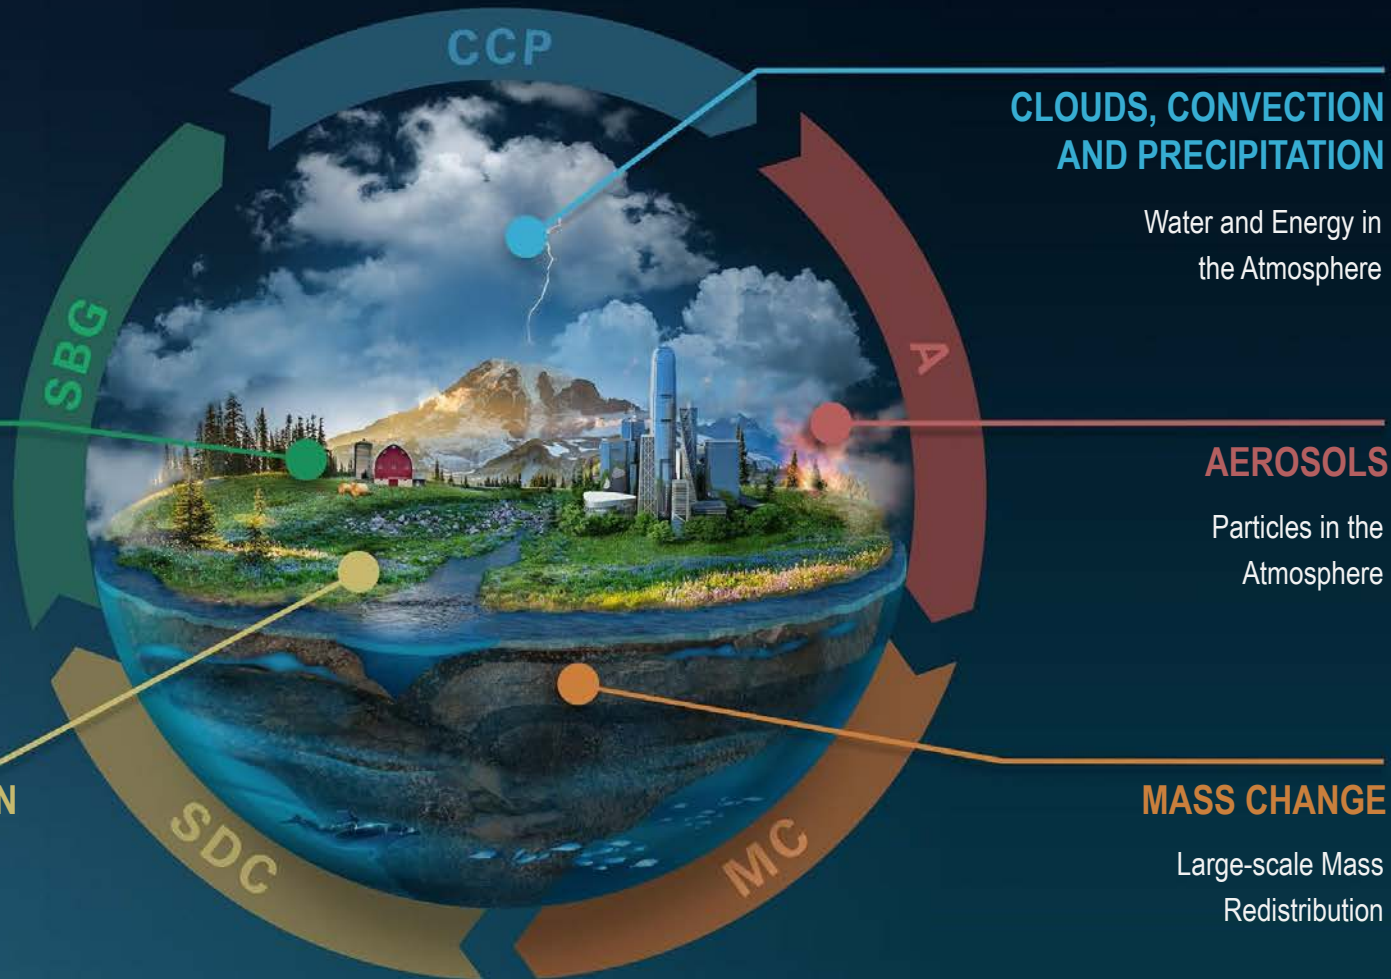 CCP
CLOUDS, CONVECTION
AND PRECIPITATION
Water and Energy in
the Atmosphere
SBG
A
AEROSOLS
Particles in the
Atmosphere
N
MASS CHANGE
Large-scale Mass
Redistribution
SDC
MC